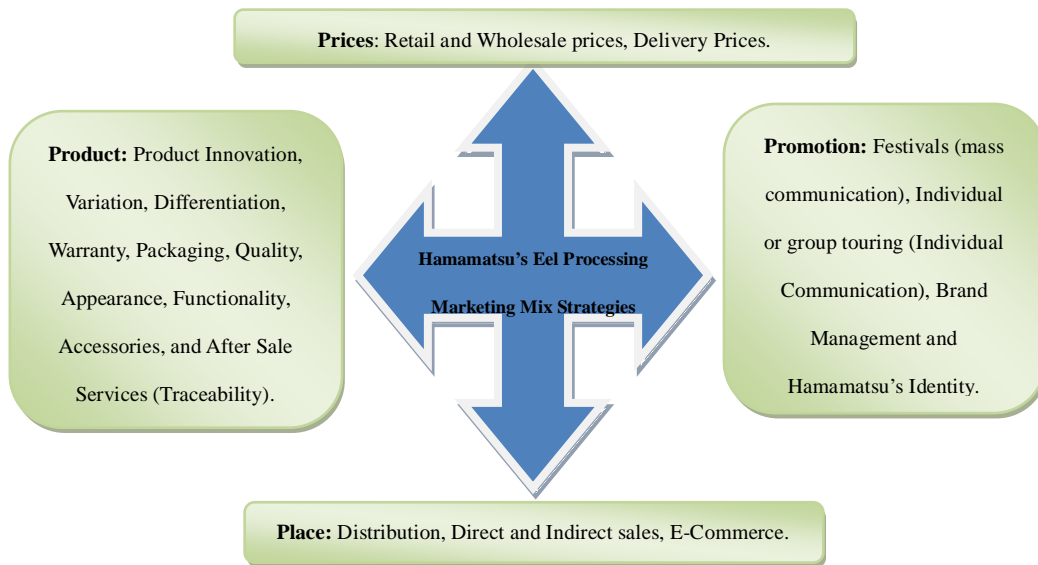 Prices: Retail and Wholesale prices, Delivery Prices.
Product: Product Innovation,
Variation, Differentiation,
Warranty, Packaging, Quality,
Appearance, Functionality,
Accessories, and After Sale
Services (Traceability).
Hamamatsu's Eel Processing
Marketing Mix Strategies
Promotion: Festivals (mass
communication), Individual
or group touring (Individual
Communication), Brand
Management and
Hamamatsu's Identity.
Place: Distribution, Direct and Indirect sales, E-Commerce.